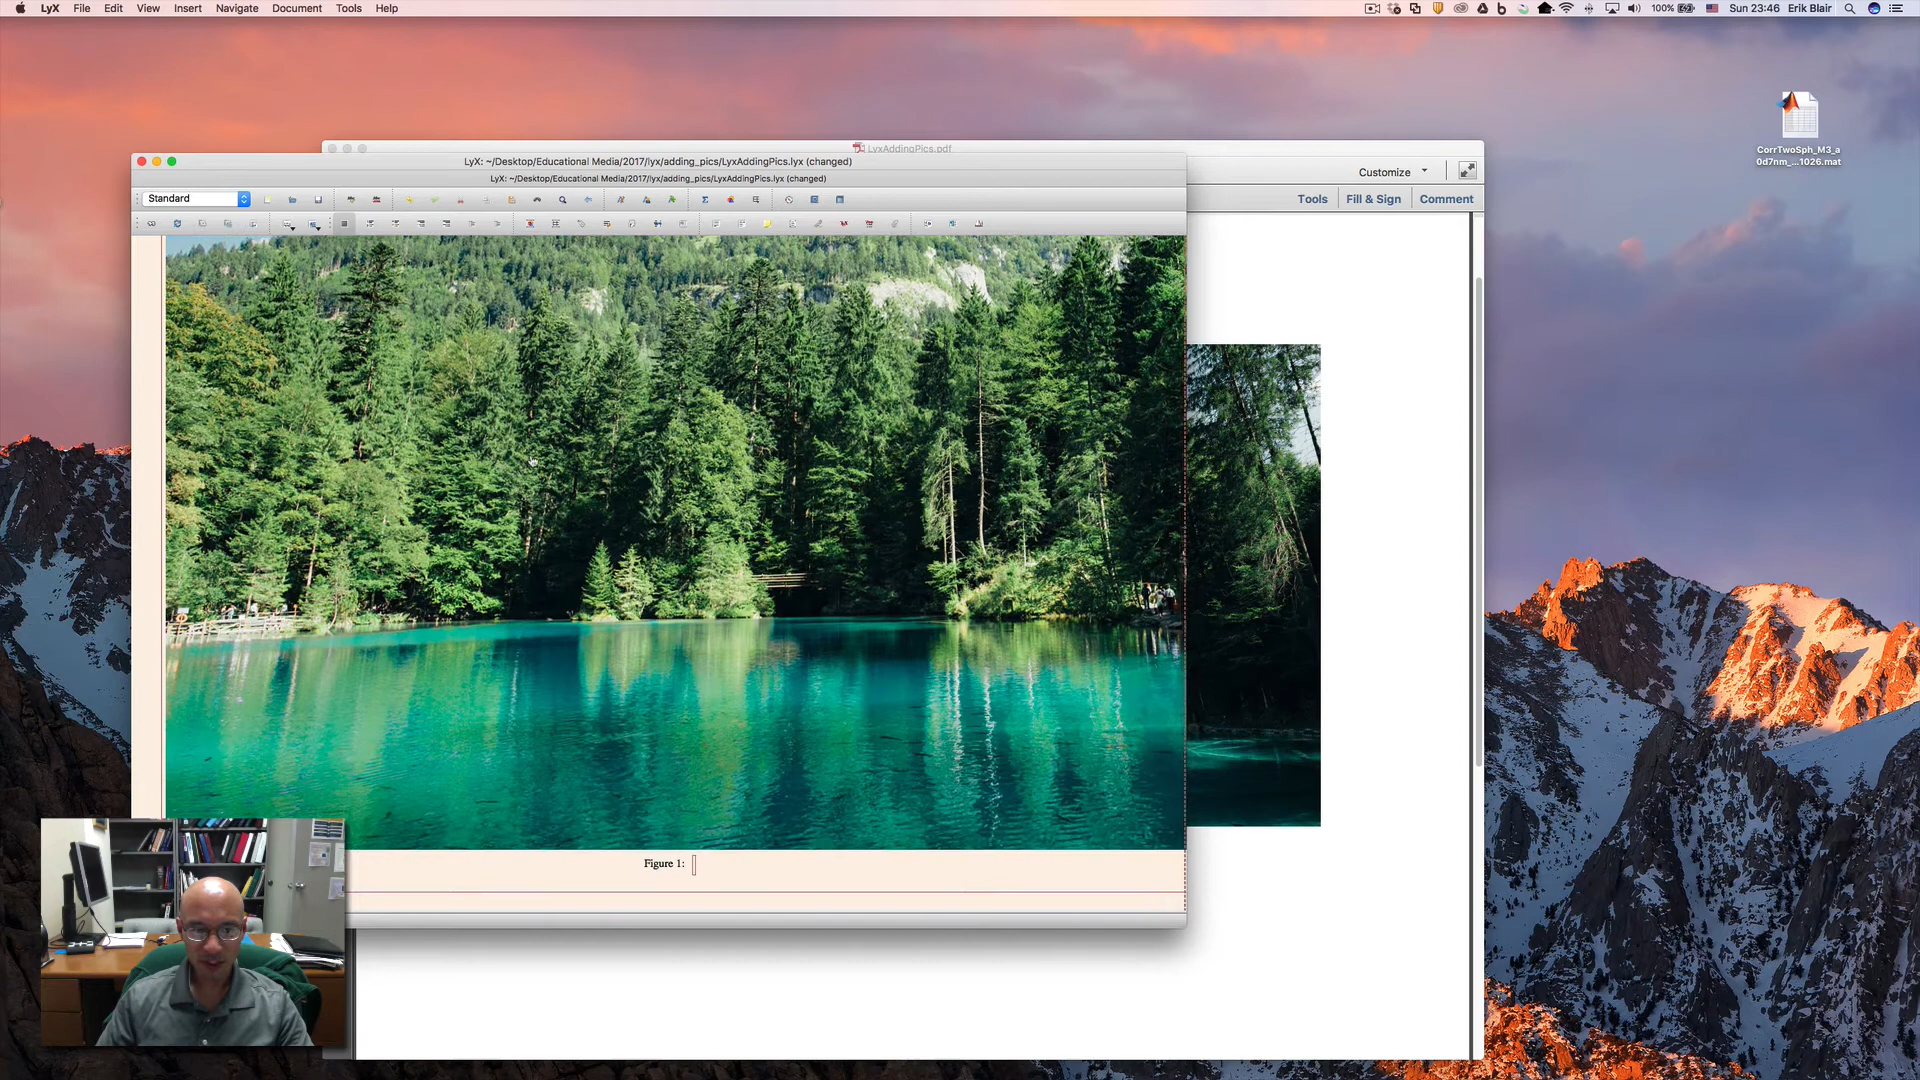 LyX File Edit View Insert Navigate Document Tools Help
100% Sun 23:46 Erik Blair
LyxAddingPics.pdf
LyX: ~/Desktop/Educational Media/2017/lyx/adding_pics/LyxAddingPics.lyx (changed)
LyX: ~/Desktop/Educational Media/2017/lyx/adding_pics/LyxAddingPics.lyx (changed)
Customize
Standard
Tools Fill & Sign Comment
CorrTwoSph_M3_a
0d7nm_...1026.mat
Figure 1: